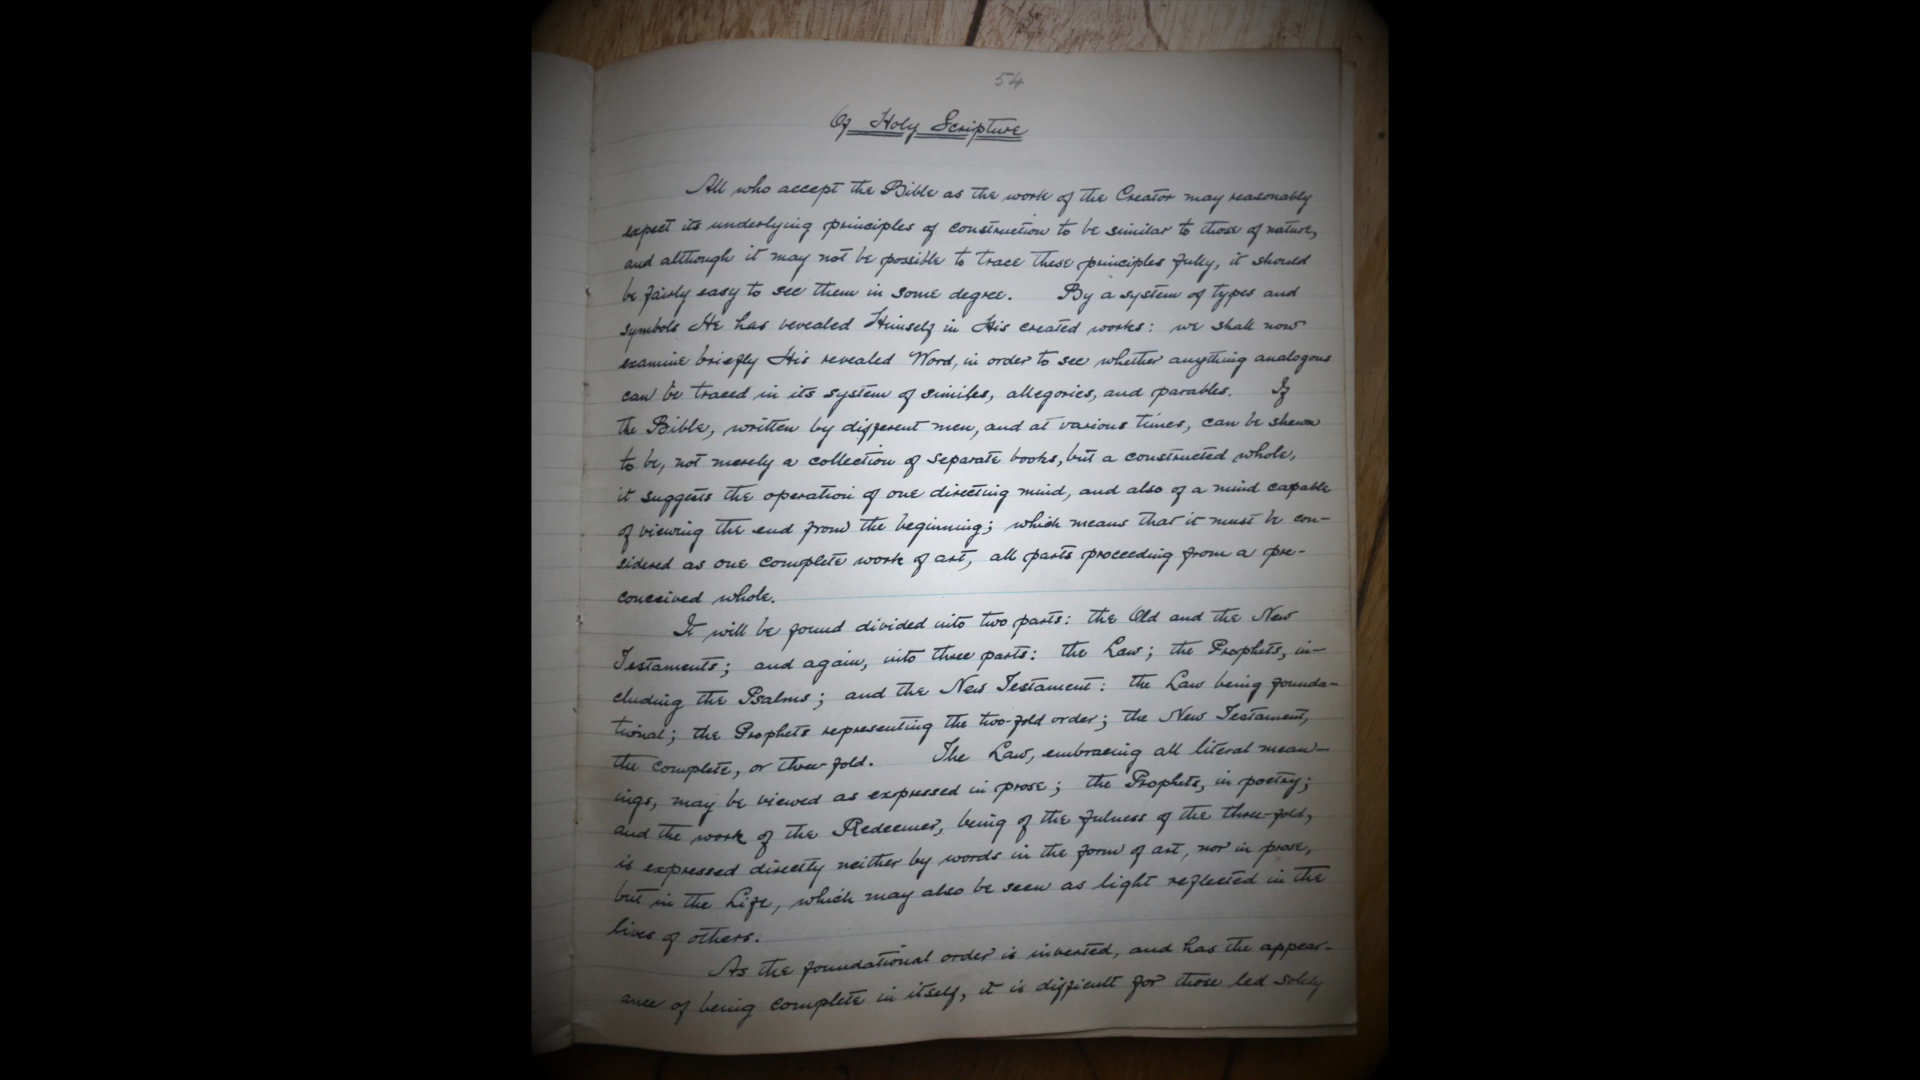 54
Of Holy Scripture
All who accept the Bible as the work of the Creator may reasonably
expect its underlying principles of construction to be similar to those of nature,
and although it may not be possible to trace these principles fully, it should
be fairly easy to see them in some degree. By a system of types and
symbols He has revealed Himself in His created works: we shall now
examine briefly His revealed Word, in order to see whether anything analogous
can be traced in its system of similes, allegories, and parables. If
the Bible, written by different men, and at various times, can be shewn
to be, not merely a collection of separate books, but a constructed whole,
it suggests the operation of one directing mind, and also of a mind capable
of viewing the end from the beginning; which means that it must be con-
sidered as one complete work of art, all parts proceeding from a pre-
conceived whole.
It will be found divided into two parts: the Old and the New
Testaments; and again, into three parts: the Law; the Prophets, in-
cluding the Psalms; and the New Testament: the Law being founda-
tional; the Prophets representing the two-fold order; the New Testament,
the complete, or three-fold. The Law, embracing all literal mean-
ings, may be viewed as expressed in prose; the Prophets, in poetry;
and the work of the Redeemer, being of the fulness of the three-fold,
is expressed directly neither by words in the form of art, nor in prose,
but in the Life, which may also be seen as light reflected in the
lives of others.
As the foundational order is inverted, and has the appear-
ance of being complete in itself, it is difficult for those led solely